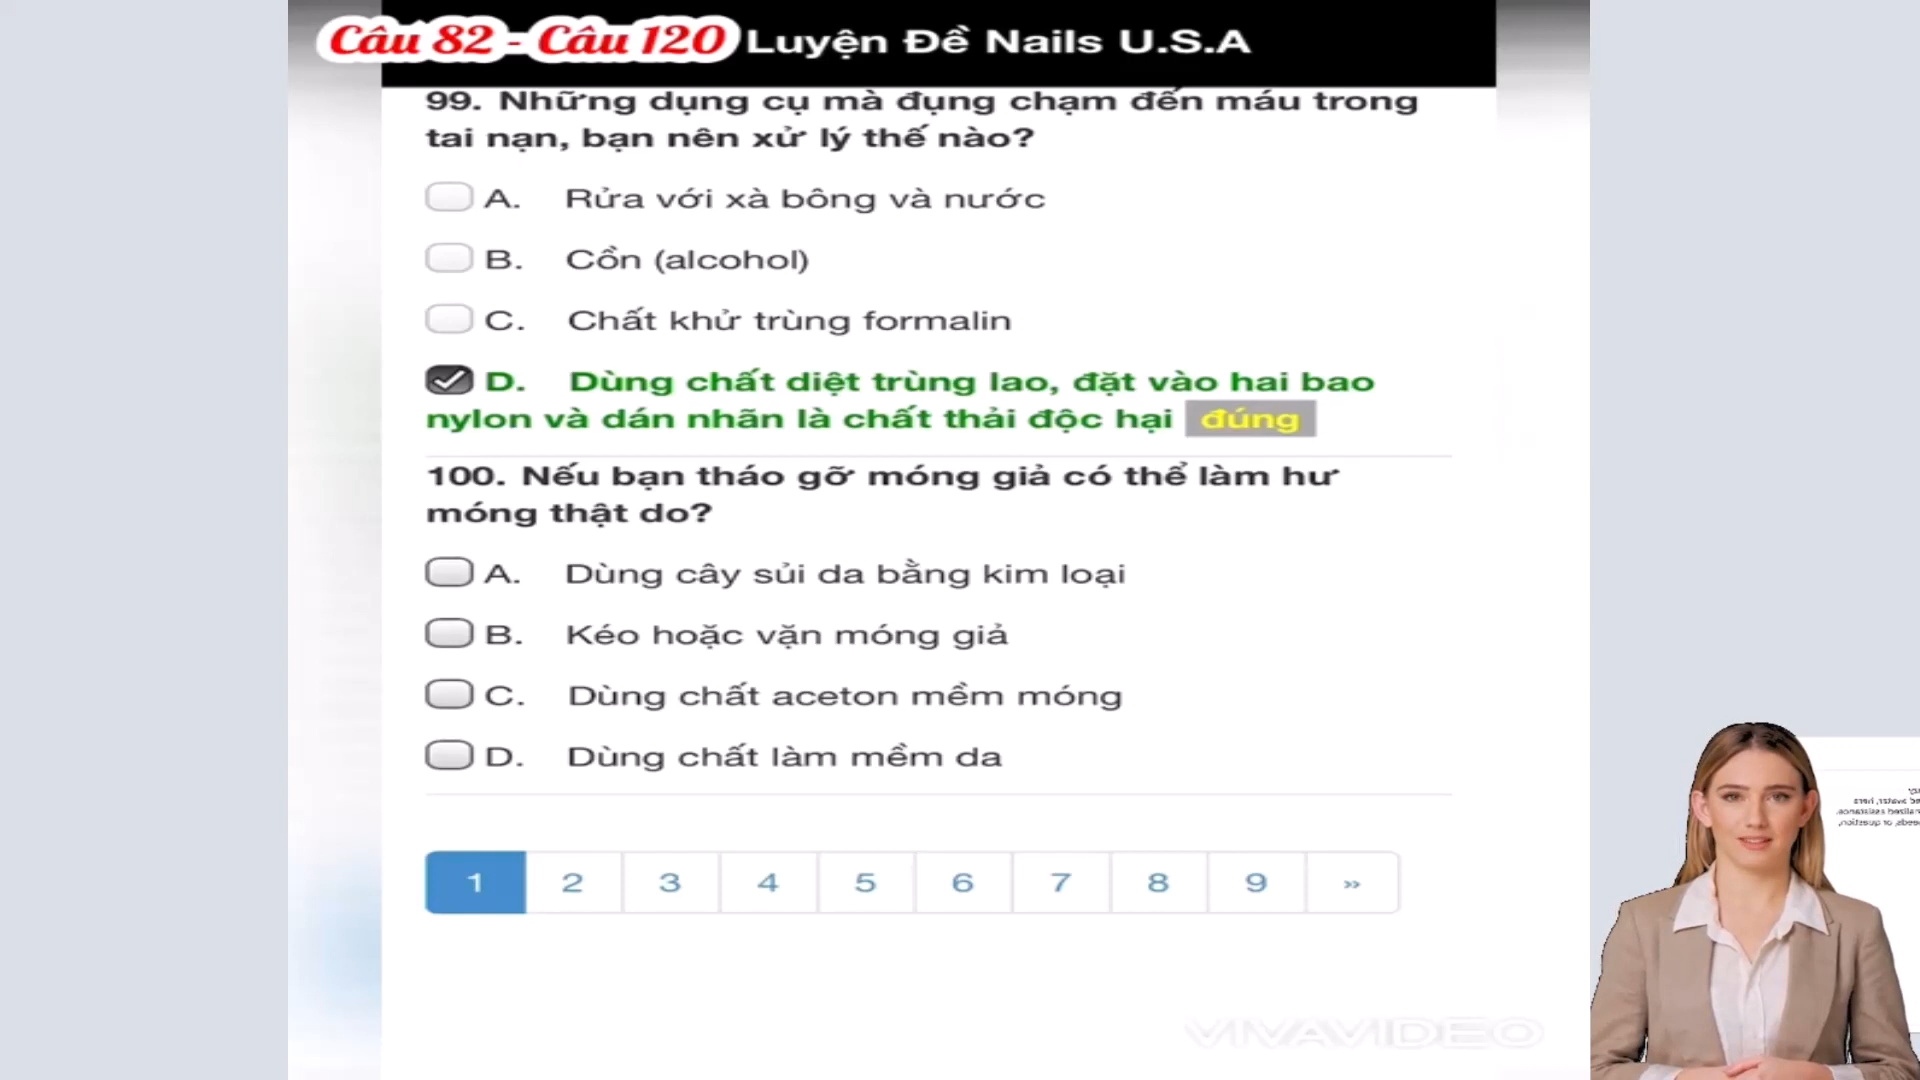 Câu 82 - Câu 120 Luyện Đề Nails U.S.A
99. Những dụng cụ mà đụng chạm đến máu trong
tai nạn, bạn nên xử lý thế nào?
A. Rửa với xà bông và nước
B. Cồn (alcohol)
C. Chất khử trùng formalin
D. Dùng chất diệt trùng lao, đặt vào hai bao
nylon và dán nhãn là chất thải độc hại đúng
100. Nếu bạn tháo gỡ móng giả có thể làm hư
móng thật do?
A. Dùng cây sủi da bằng kim loại
B. Kéo hoặc vặn móng giả
C. Dùng chất aceton mềm móng
D. Dùng chất làm mềm da
1 2 3 4 5 6 7 8 9 »
VIVAVIDEO